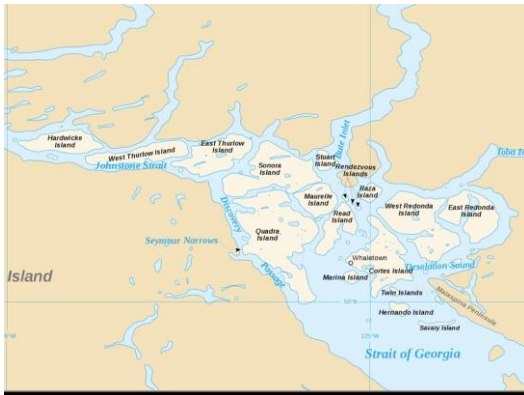 Hardwicke
Island
West Thurlow Island
Johnstone Strait
East Thurlow
Island
Sonora
Island
Stuart
Island
Bute Inlet
Rendezvous
Islands
Raza
Island
Toba
Maurelle
Island
Read
Island
West Redonda
Island
East Redonda
Island
Discovery
Passage
Quadra
Island
Seymour Narrows
Whaletown
Marina Island
Cortes Island
Desolation Sound
Island
Twin Islands
Malaspina Peninsula
50°N
Hernando Island
Savary Island
125°W
Strait of Georgia